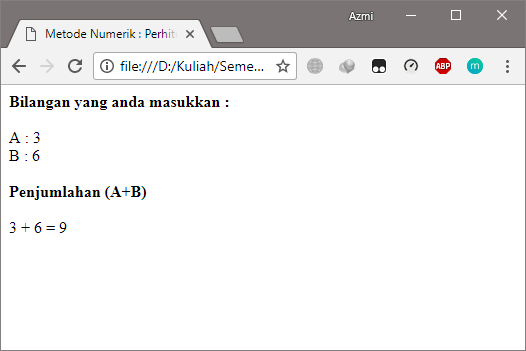 Azmi
Metode Numerik : Perhit
file:///D:/Kuliah/Seme...
ABP
m
Bilangan yang anda masukkan :
A : 3
B : 6
Penjumlahan (A+B)
3 + 6 = 9